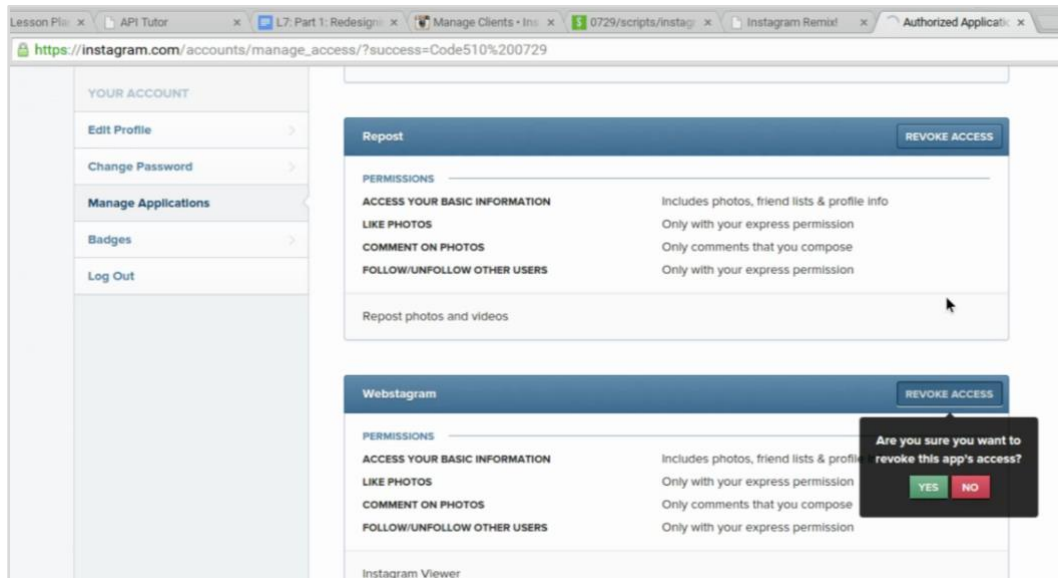 Lesson Pla API Tutor L7: Part 1: Redesigni Manage Clients • Ins 0729/scripts/instagr Instagram Remix! Authorized Applicatio
https://instagram.com/accounts/manage_access/?success=Code510%200729
YOUR ACCOUNT
Edit Profile
Change Password
Manage Applications
Badges
Log Out
Repost REVOKE ACCESS
PERMISSIONS
ACCESS YOUR BASIC INFORMATION Includes photos, friend lists & profile info
LIKE PHOTOS Only with your express permission
COMMENT ON PHOTOS Only comments that you compose
FOLLOW/UNFOLLOW OTHER USERS Only with your express permission
Repost photos and videos
Webstagram REVOKE ACCESS
PERMISSIONS
ACCESS YOUR BASIC INFORMATION Includes photos, friend lists & profile
LIKE PHOTOS Only with your express permission
COMMENT ON PHOTOS Only comments that you compose
FOLLOW/UNFOLLOW OTHER USERS Only with your express permission
Are you sure you want to
revoke this app's access?
YES NO
Instagram Viewer